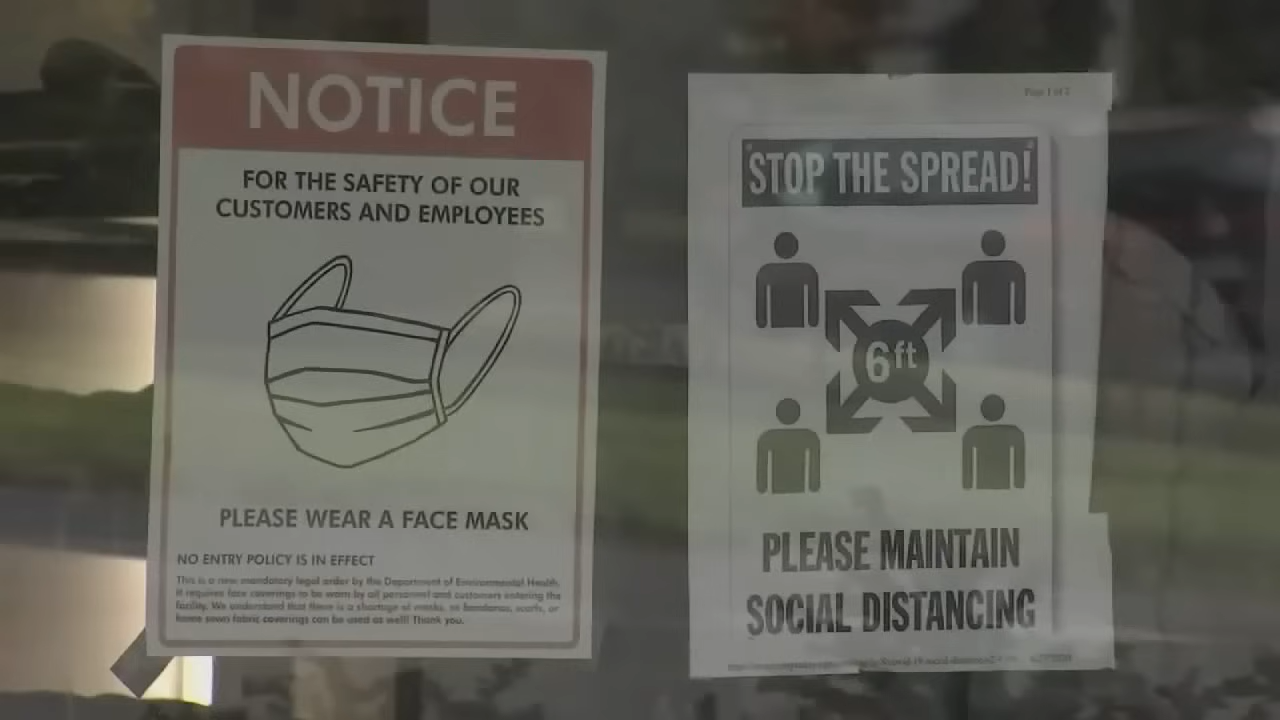 NOTICE
FOR THE SAFETY OF OUR
CUSTOMERS AND EMPLOYEES
PLEASE WEAR A FACE MASK
NO ENTRY POLICY IS IN EFFECT
This is a new mandatory legal order by the Department of Environmental Health.
It requires face coverings to be worn by all personnel and customers entering the
facility. We understand that there is a shortage of masks, so bandanas, scarfs, or
home sewn fabric coverings can be used as well! Thank you.
Page 1 of 2
STOP THE SPREAD!
6ft
PLEASE MAINTAIN
SOCIAL DISTANCING